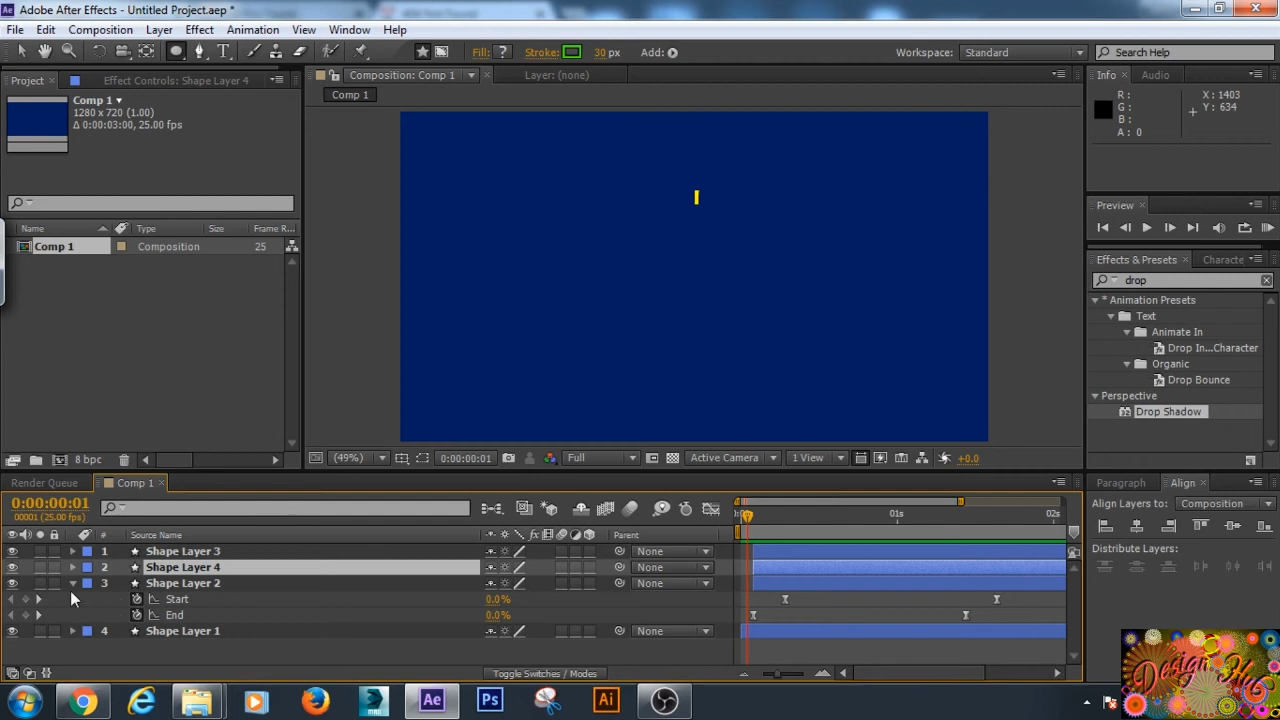 Adobe After Effects - Untitled Project.aep *
File Edit Composition Layer Effect Animation View Window Help
Fill: ? Stroke: 30 px Add: Workspace: Standard Search Help
Project Effect Controls: Shape Layer 4 Composition: Comp 1 Layer: (none) Info Audio
Comp 1
1280 x 720 (1.00)
Δ 0:00:03:00, 25.00 fps
Comp 1
R: X: 1403
G: Y: 634
B:
A: 0
Preview
Name Type Size Frame R...
Comp 1 Composition 25
Effects & Presets Characte
drop
* Animation Presets
Text
Animate In
Drop In...Character
Organic
Drop Bounce
Perspective
Drop Shadow
8 bpc (49%) 0:00:00:01 Full Active Camera 1 View +0.0
Render Queue Comp 1 Paragraph Align
0:00:00:01
00001 (25.00 fps)
Align Layers to: Composition
01s 02s
# Source Name Parent
1 Shape Layer 3 None
2 Shape Layer 4 None
3 Shape Layer 2 None
Start 0.0%
End 0.0%
4 Shape Layer 1 None
Distribute Layers:
Toggle Switches / Modes
Ae Ps Ai
Design Hub